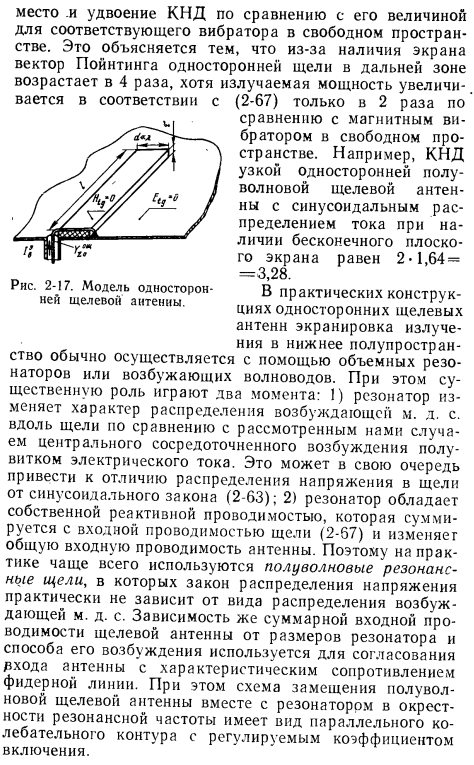 место и удвоение КНД по сравнению с его величиной
для соответствующего вибратора в свободном простран-
стве. Это объясняется тем, что из-за наличия экрана
вектор Пойнтинга односторонней щели в дальней зоне
возрастает в 4 раза, хотя излучаемая мощность увеличи-
вается в соответствии с (2-67) только в 2 раза по
сравнению с магнитным ви-
братором в свободном про-
странстве. Например, КНД
узкой односторонней полу-
волновой щелевой антен-
ны с синусоидальным рас-
пределением тока при на-
личии бесконечного плоско-
го экрана равен 2·1,64=
=3,28.
d≪λ
l
Htg=0
Etg=0
Рис. 2-17. Модель односторон-
ней щелевой антенны.
В практических конструк-
циях односторонних щелевых
антенн экранировка излуче-
ния в нижнее полупростран-
ство обычно осуществляется с помощью объемных резо-
наторов или возбуждающих волноводов. При этом су-
щественную роль играют два момента: 1) резонатор из-
меняет характер распределения возбуждающей м. д. с.
вдоль щели по сравнению с рассмотренным нами случа-
ем центрального сосредоточенного возбуждения полу-
витком электрического тока. Это может в свою очередь
привести к отличию распределения напряжения в щели
от синусоидального закона (2-63); 2) резонатор обладает
собственной реактивной проводимостью, которая сумми-
руется с входной проводимостью щели (2-67) и изменяет
общую входную проводимость антенны. Поэтому на прак-
тике чаще всего используются полуволновые резонанс-
ные щели, в которых закон распределения напряжения
практически не зависит от вида распределения возбуж-
дающей м. д. с. Зависимость же суммарной входной про-
водимости щелевой антенны от размеров резонатора и
способа его возбуждения используется для согласования
входа антенны с характеристическим сопротивлением
фидерной линии. При этом схема замещения полувол-
новой щелевой антенны вместе с резонатором в окрест-
ности резонансной частоты имеет вид параллельного ко-
лебательного контура с регулируемым коэффициентом
включения.